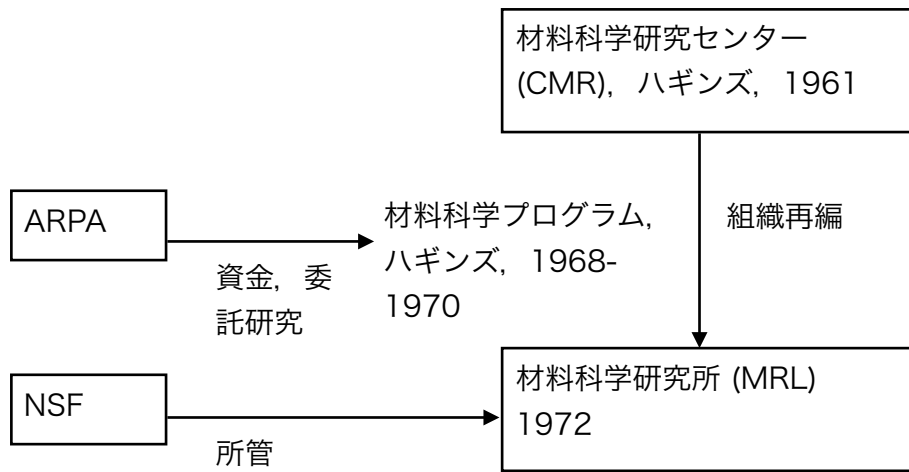 材料科学研究センター
(CMR)，ハギンズ，1961
ARPA
材料科学プログラム，
ハギンズ，1968-
1970
組織再編
資金，委
託研究
材料科学研究所 (MRL)
1972
NSF
所管